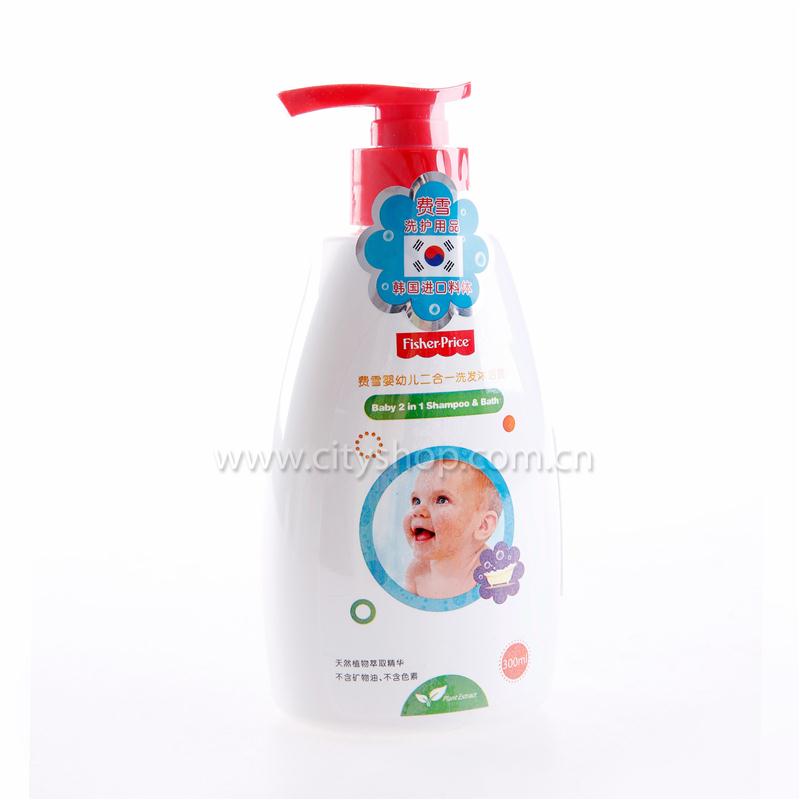 费雪
洗护用品
韩国进口料体
Fisher-Price
费雪婴幼儿二合一洗发沐浴露
Baby 2 in 1 Shampoo & Bath
www.cityshop.com.cn
300ml
天然植物萃取精华
不含矿物油、不含色素
Plant Extract